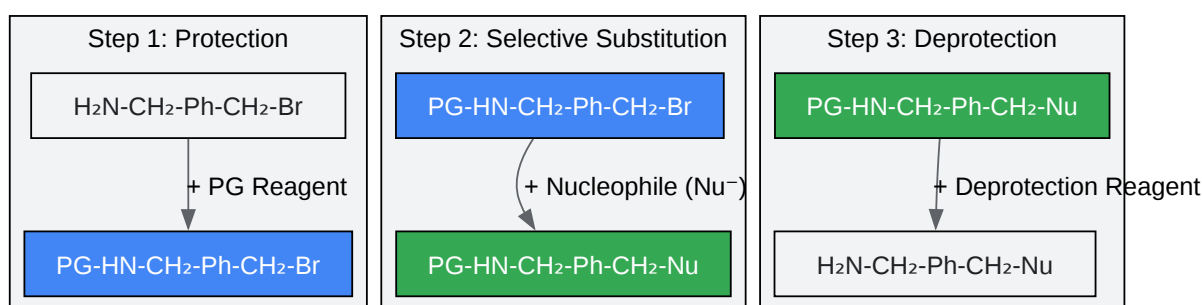 Step 1: Protection
H₂N-CH₂-Ph-CH₂-Br
+ PG Reagent
PG-HN-CH₂-Ph-CH₂-Br
Step 2: Selective Substitution
PG-HN-CH₂-Ph-CH₂-Br
+ Nucleophile (Nu⁻)
PG-HN-CH₂-Ph-CH₂-Nu
Step 3: Deprotection
PG-HN-CH₂-Ph-CH₂-Nu
+ Deprotection Reagent
H₂N-CH₂-Ph-CH₂-Nu